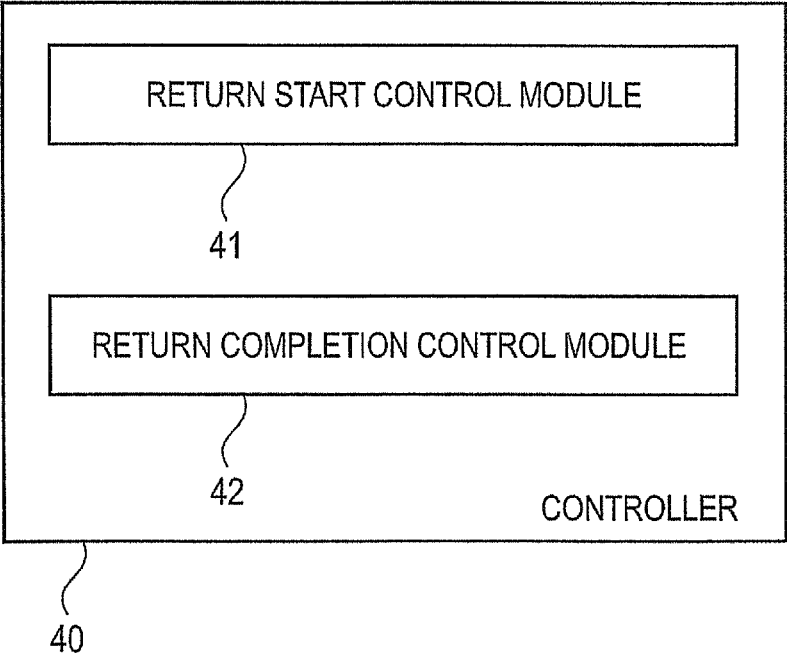 RETURN START CONTROL MODULE
41
RETURN COMPLETION CONTROL MODULE
42
CONTROLLER
40